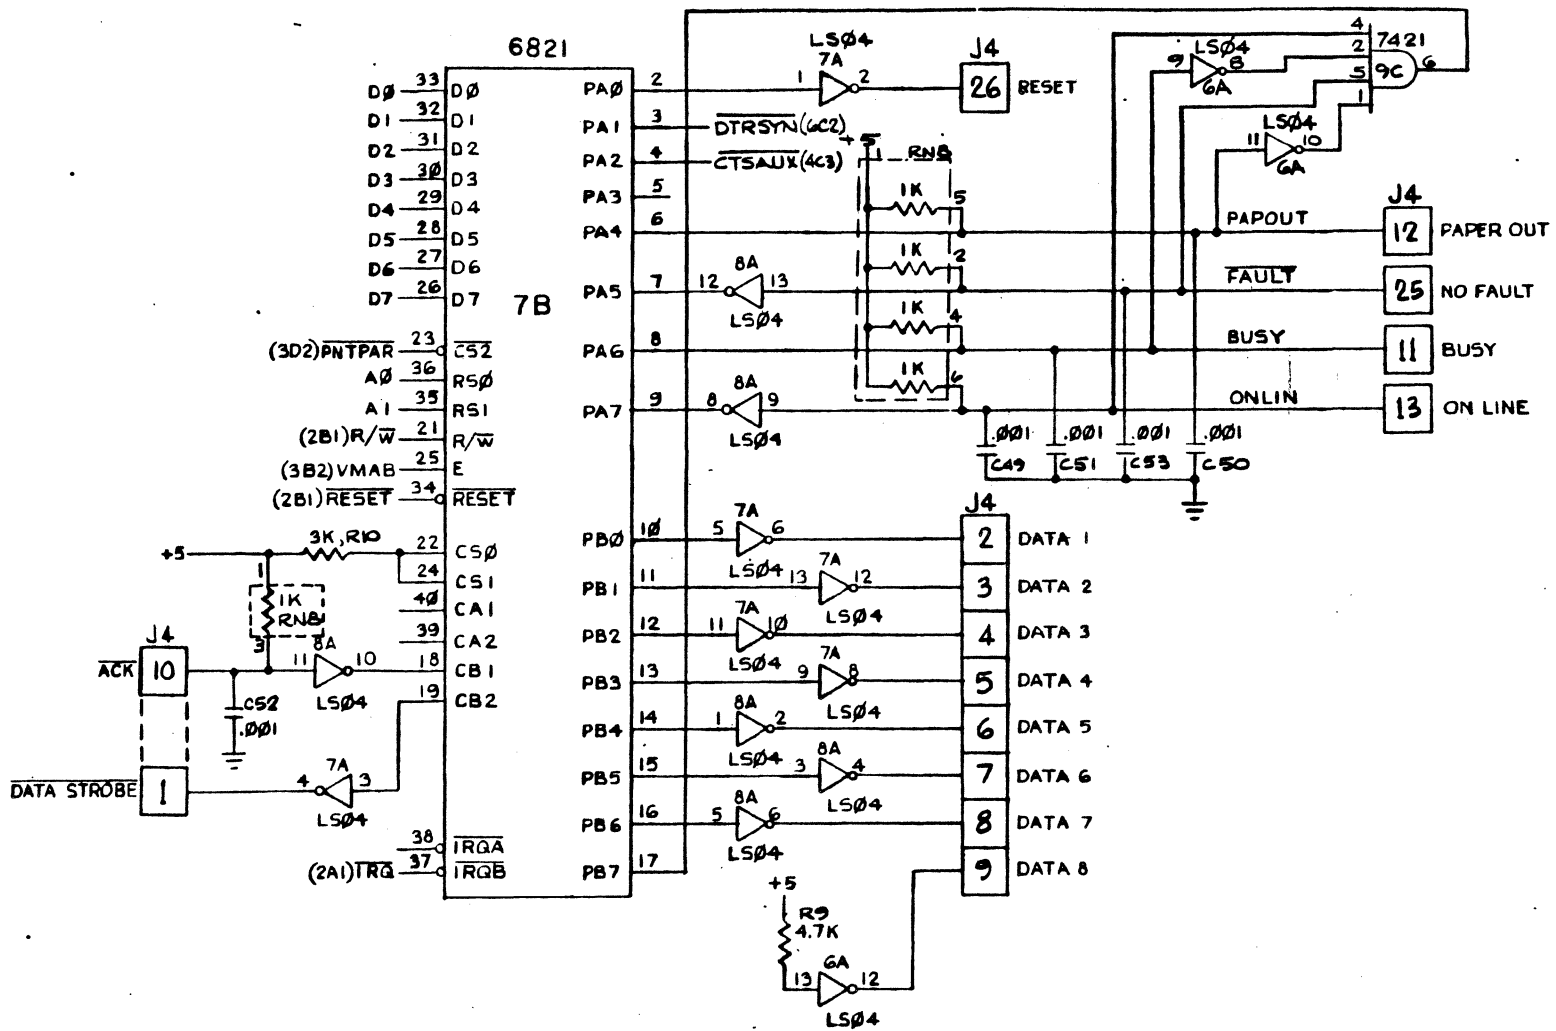 6821
7B
D0 33 D0
D1 32 D1
D2 31 D2
D3 30 D3
D4 29 D4
D5 28 D5
D6 27 D6
D7 26 D7
(3D2) PNTPAR 23 CS2
A0 36 RS0
A1 35 RS1
(2B1) R/W 21 R/W
(3B2) VMAB 25 E
(2B1) RESET 34 RESET
+5 3K, R10 22 CS0
24 CS1
40 CA1
39 CA2
1 1K RN8 3
J4
ACK 10 11 8A 10 18 CB1
LS04
C52
.001
19 CB2
DATA STROBE 1 4 7A 3
LS04
38 IRQA
(2A1) IRQ 37 IRQB
PA0 2 1 LS04 7A 2 J4 26 RESET
PA1 3 DTRSYN (6C2)
PA2 4 CTSAUX (4C3)
PA3 5
PA4 6
PA5 7 12 8A 13
LS04
PA6 8
PA7 9 8 8A 9
LS04
+5
1 RN8
1K 5
1K 2
1K 4
1K 6
4
2
5
1
7421
9C
6
9 LS04 8
6A
11 LS04 10
6A
J4
PAPOUT 12 PAPER OUT
FAULT 25 NO FAULT
BUSY 11 BUSY
ONLIN 13 ON LINE
.001 .001 .001 .001
C49 C51 C53 C50
J4
PB0 10 5 7A 6 2 DATA 1
LS04
PB1 11 13 7A 12 3 DATA 2
LS04
PB2 12 11 7A 10 4 DATA 3
LS04
PB3 13 9 7A 8 5 DATA 4
LS04
PB4 14 1 8A 2 6 DATA 5
LS04
PB5 15 3 8A 4 7 DATA 6
LS04
PB6 16 5 8A 6 8 DATA 7
LS04
PB7 17
9 DATA 8
+5
R9
4.7K
13 6A 12
LS04